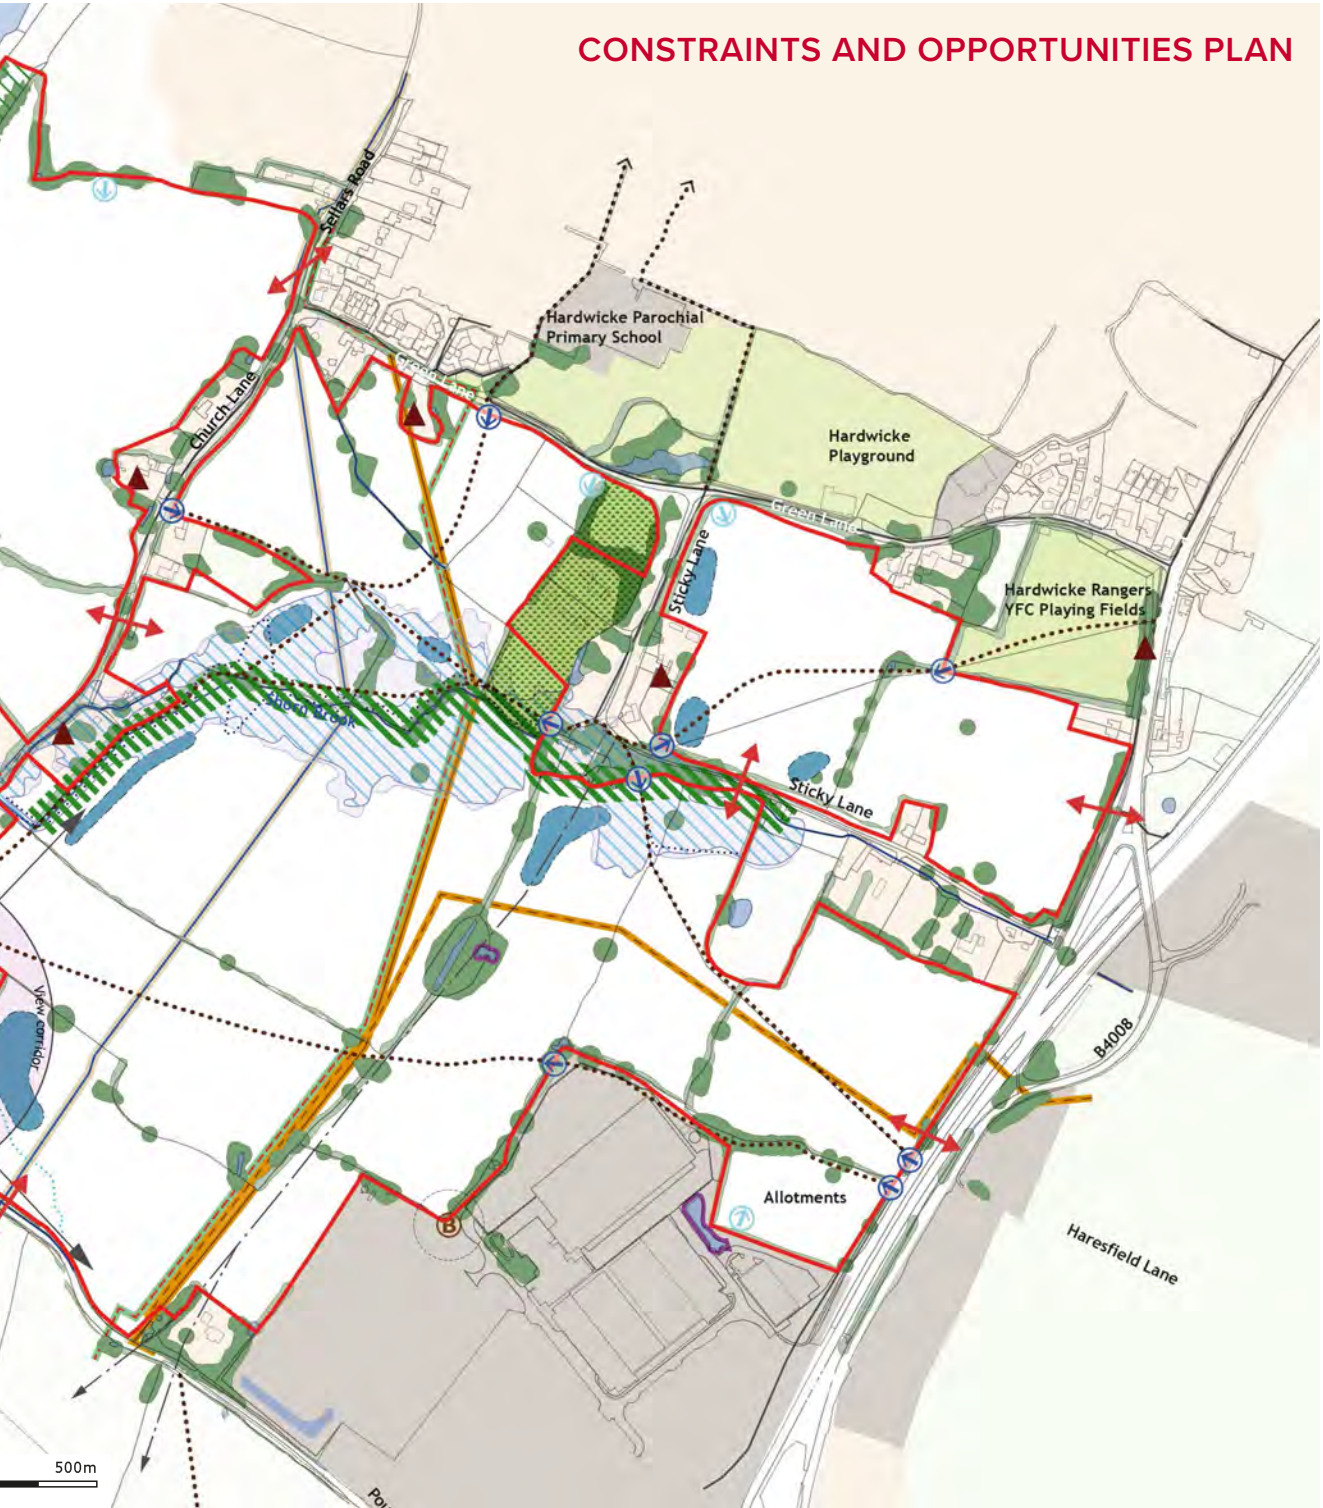 CONSTRAINTS AND OPPORTUNITIES PLAN
Sellars Road
Hardwicke Parochial
Primary School
Green Lane
Church Lane
Hardwicke
Playground
Green Lane
Sticky Lane
Hardwicke Rangers
YFC Playing Fields
Shorn Brook
Sticky Lane
View corridor
B4008
Allotments
B
Haresfield Lane
500m